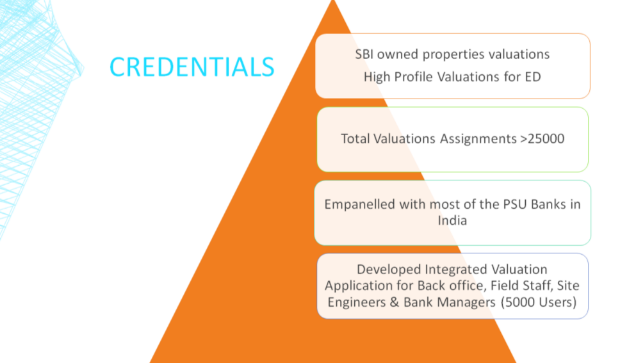 CREDENTIALS
SBI owned properties valuations
High Profile Valuations for ED
Total Valuations Assignments >25000
Empanelled with most of the PSU Banks in
India
Developed Integrated Valuation
Application for Back office, Field Staff, Site
Engineers & Bank Managers (5000 Users)